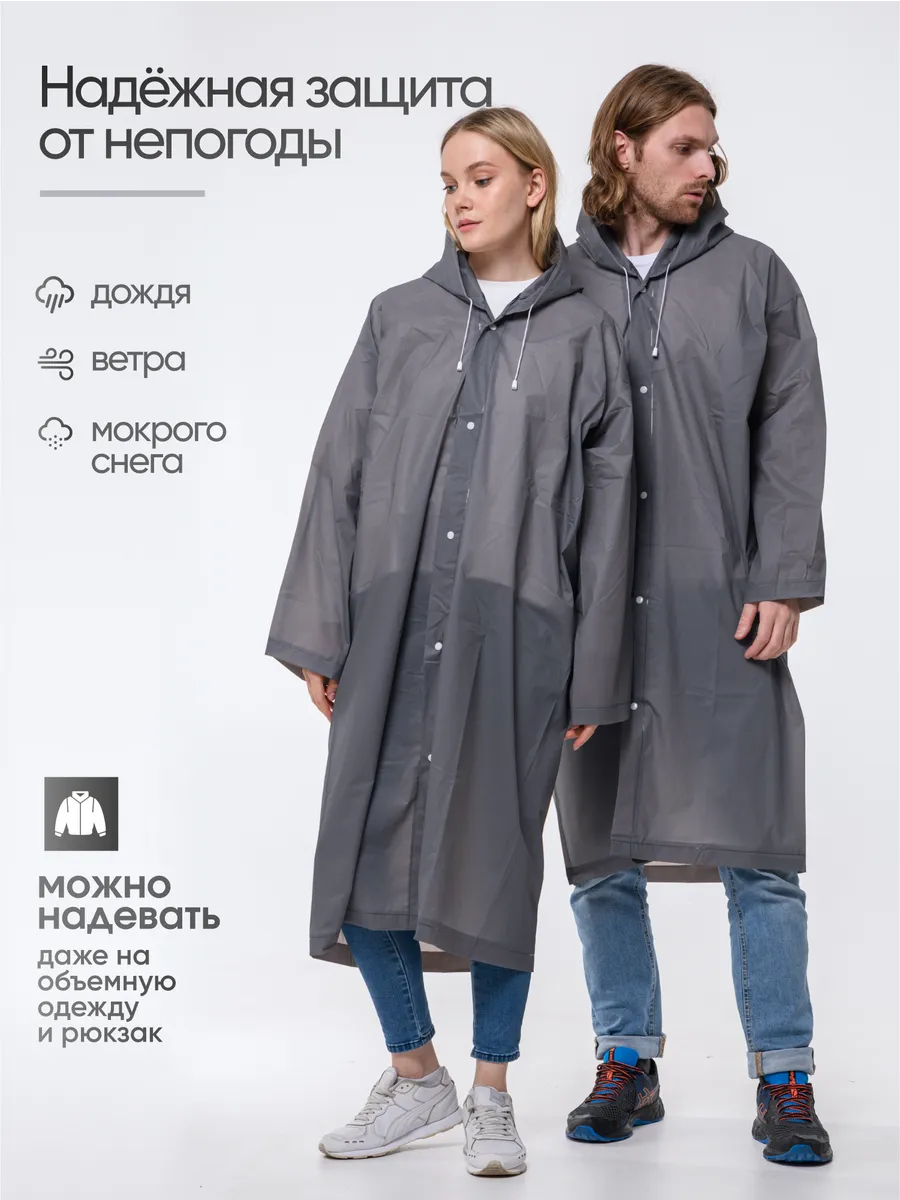 Надёжная защита
от непогоды
дождя
ветра
мокрого
снега
можно
надевать
даже на
объемную
одежду
и рюкзак